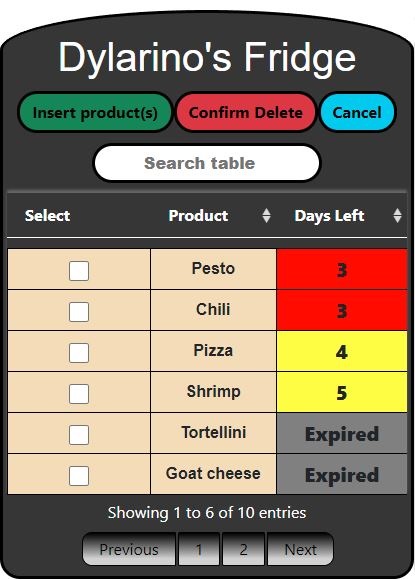 Dylarino's Fridge
Insert product(s) Confirm Delete Cancel
Search table
Select Product Days Left
Pesto 3
Chili 3
Pizza 4
Shrimp 5
Tortellini Expired
Goat cheese Expired
Showing 1 to 6 of 10 entries
Previous 1 2 Next